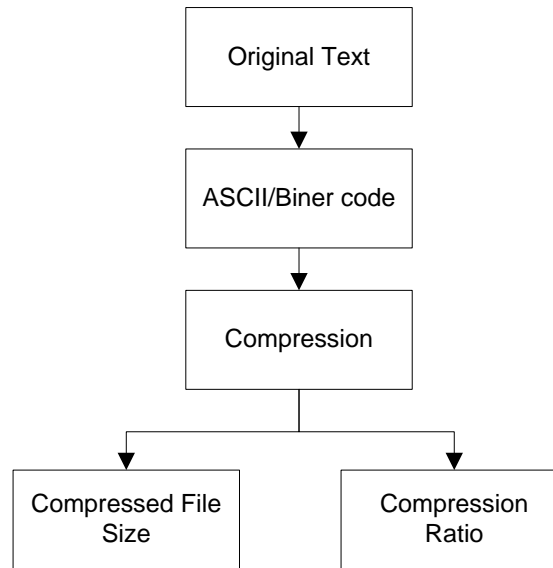 Original Text
ASCII/Biner code
Compression
Compressed File
Size
Compression
Ratio